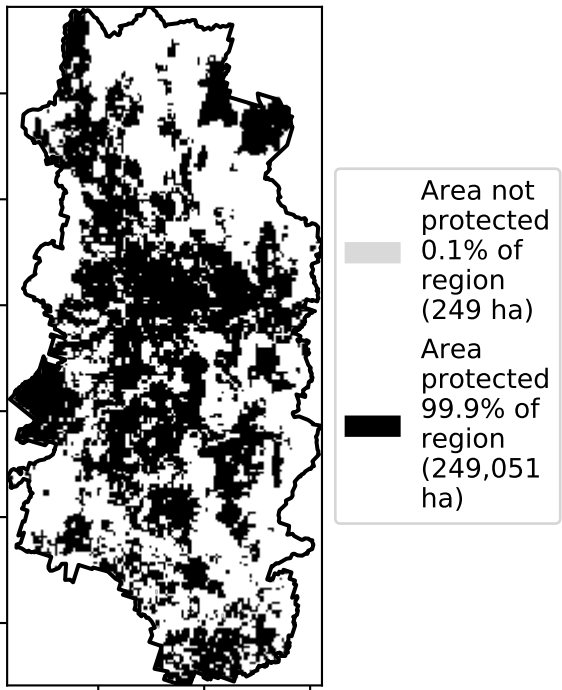 Area not
protected
0.1% of
region
(249 ha)
Area
protected
99.9% of
region
(249,051
ha)